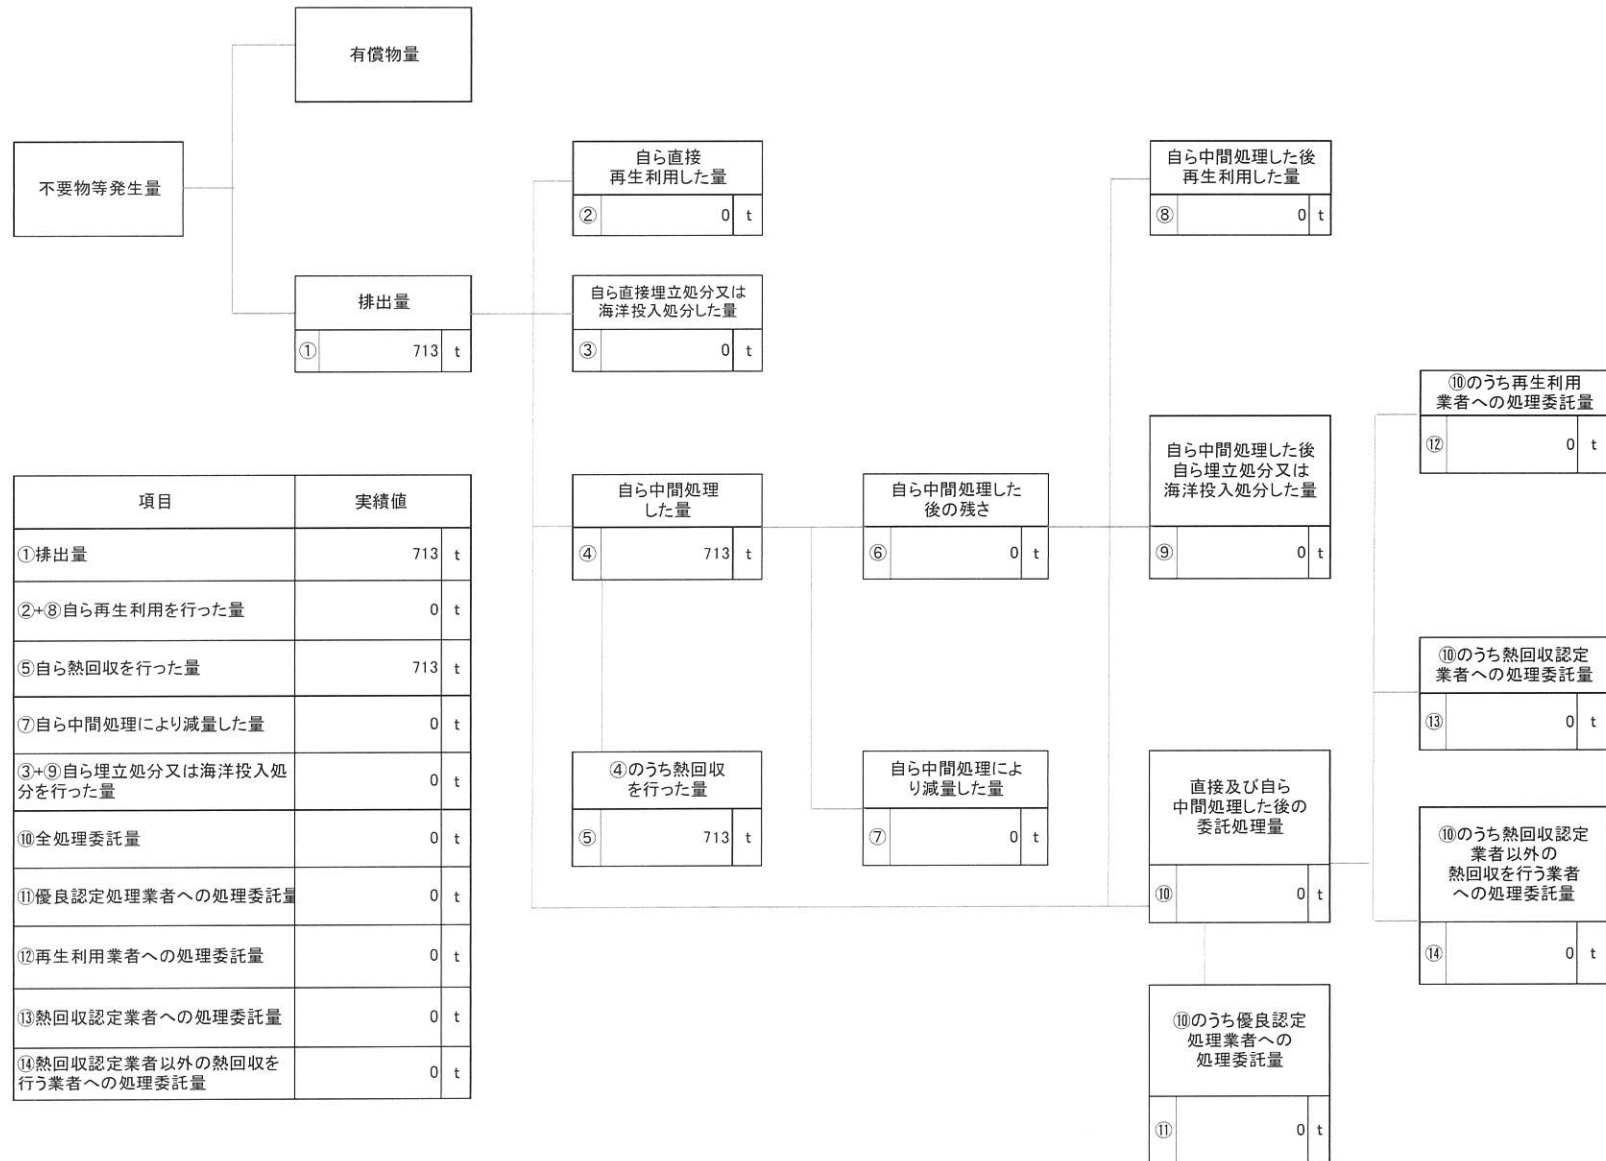 有償物量
不要物等発生量
排出量
① 713 t
自ら直接
再生利用した量
② 0 t
自ら直接埋立処分又は
海洋投入処分した量
③ 0 t
自ら中間処理
した量
④ 713 t
④のうち熱回収
を行った量
⑤ 713 t
自ら中間処理した
後の残さ
⑥ 0 t
自ら中間処理によ
り減量した量
⑦ 0 t
自ら中間処理した後
再生利用した量
⑧ 0 t
自ら中間処理した後
自ら埋立処分又は
海洋投入処分した量
⑨ 0 t
直接及び自ら
中間処理した後の
委託処理量
⑩ 0 t
⑩のうち優良認定
処理業者への
処理委託量
⑪ 0 t
⑩のうち再生利用
業者への処理委託量
⑫ 0 t
⑩のうち熱回収認定
業者への処理委託量
⑬ 0 t
⑩のうち熱回収認定
業者以外の
熱回収を行う業者
への処理委託量
⑭ 0 t
項目 実績値
①排出量 713 t
②+⑧自ら再生利用を行った量 0 t
⑤自ら熱回収を行った量 713 t
⑦自ら中間処理により減量した量 0 t
③+⑨自ら埋立処分又は海洋投入処
分を行った量 0 t
⑩全処理委託量 0 t
⑪優良認定処理業者への処理委託量 0 t
⑫再生利用業者への処理委託量 0 t
⑬熱回収認定業者への処理委託量 0 t
⑭熱回収認定業者以外の熱回収を
行う業者への処理委託量 0 t